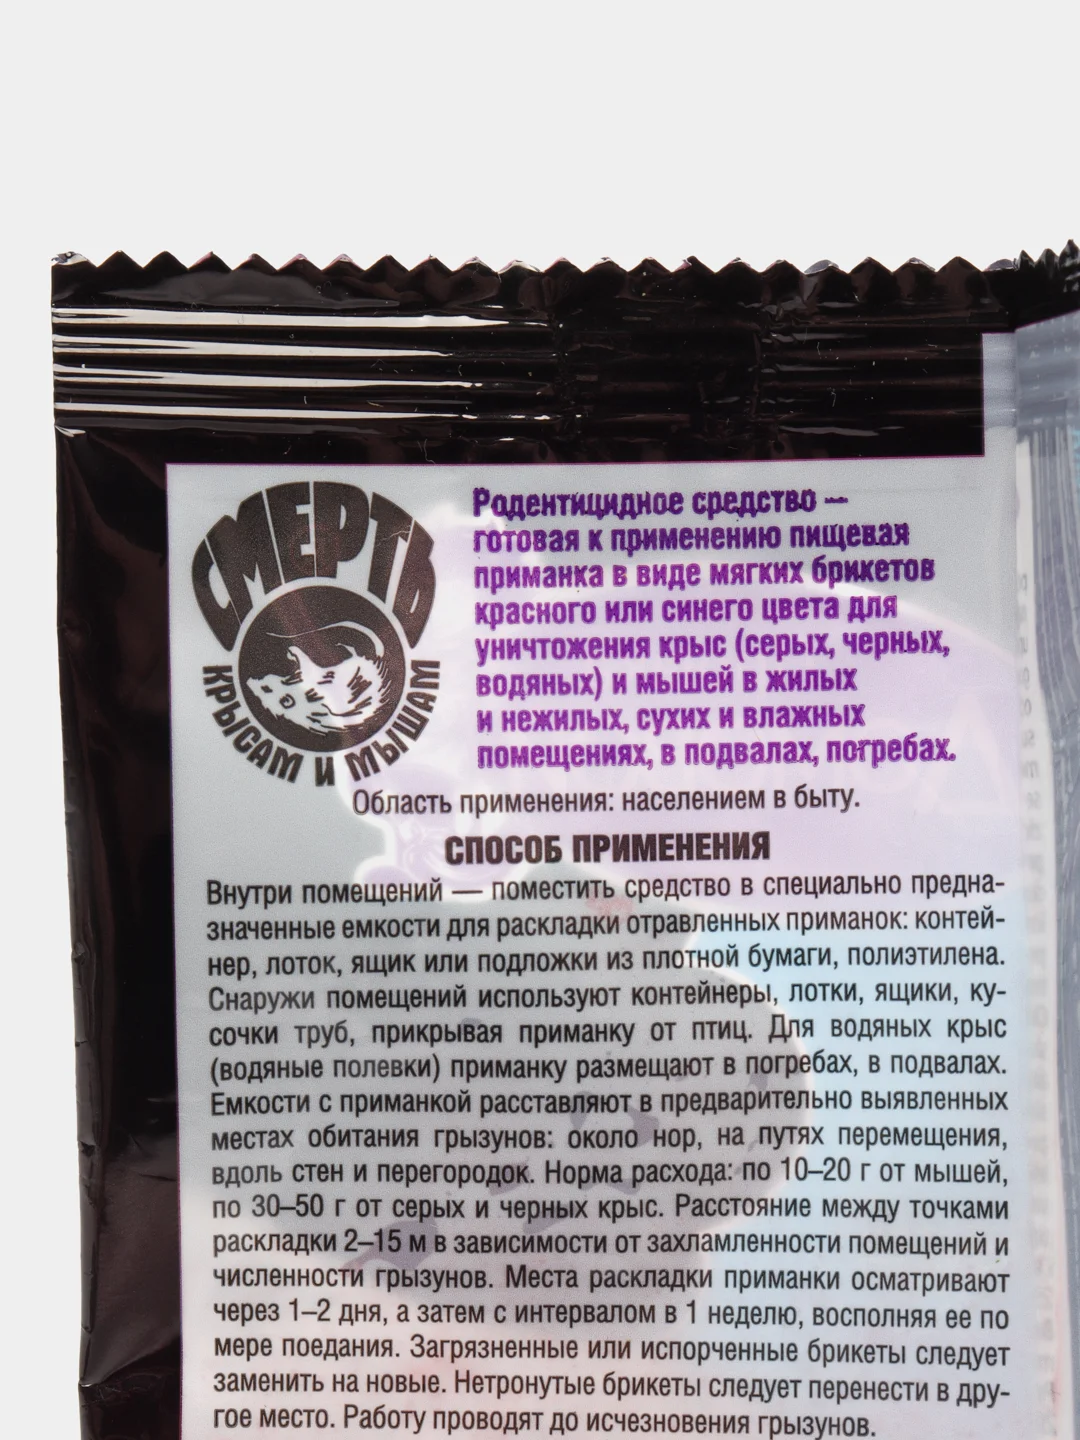 СМЕРТЬ
КРЫСАМ И МЫШАМ
Родентицидное средство —
готовая к применению пищевая
приманка в виде мягких брикетов
красного или синего цвета для
уничтожения крыс (серых, черных,
водяных) и мышей в жилых
и нежилых, сухих и влажных
помещениях, в подвалах, погребах.
Область применения: населением в быту.
СПОСОБ ПРИМЕНЕНИЯ
Внутри помещений — поместить средство в специально предна-
значенные емкости для раскладки отравленных приманок: контей-
нер, лоток, ящик или подложки из плотной бумаги, полиэтилена.
Снаружи помещений используют контейнеры, лотки, ящики, ку-
сочки труб, прикрывая приманку от птиц. Для водяных крыс
(водяные полевки) приманку размещают в погребах, в подвалах.
Емкости с приманкой расставляют в предварительно выявленных
местах обитания грызунов: около нор, на путях перемещения,
вдоль стен и перегородок. Норма расхода: по 10–20 г от мышей,
по 30–50 г от серых и черных крыс. Расстояние между точками
раскладки 2–15 м в зависимости от захламленности помещений и
численности грызунов. Места раскладки приманки осматривают
через 1–2 дня, а затем с интервалом в 1 неделю, восполняя ее по
мере поедания. Загрязненные или испорченные брикеты следует
заменить на новые. Нетронутые брикеты следует перенести в дру-
гое место. Работу проводят до исчезновения грызунов.